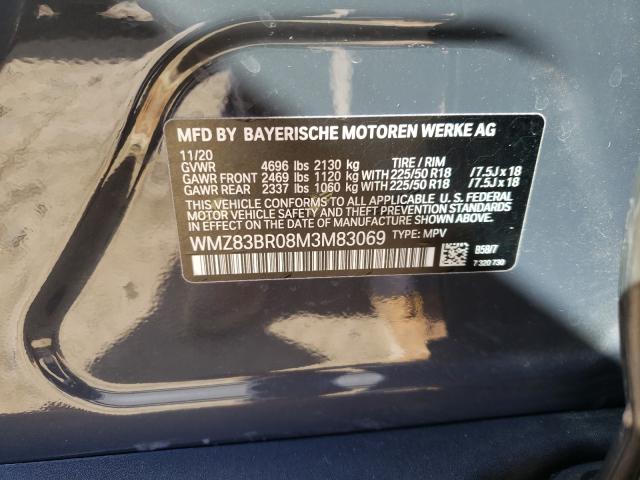 MFD BY BAYERISCHE MOTOREN WERKE AG
11/20
GVWR 4696 lbs 2130 kg TIRE / RIM
GAWR FRONT 2469 lbs 1120 kg WITH 225/50 R18 / 7.5J x 18
GAWR REAR 2337 lbs 1060 kg WITH 225/50 R18 / 7.5J x 18
THIS VEHICLE CONFORMS TO ALL APPLICABLE U. S. FEDERAL
MOTOR VEHICLE SAFETY AND THEFT PREVENTION STANDARDS IN
EFFECT ON THE DATE OF MANUFACTURE SHOWN ABOVE.
WMZ83BR08M3M83069 TYPE: MPV
B58/7
7 320 730